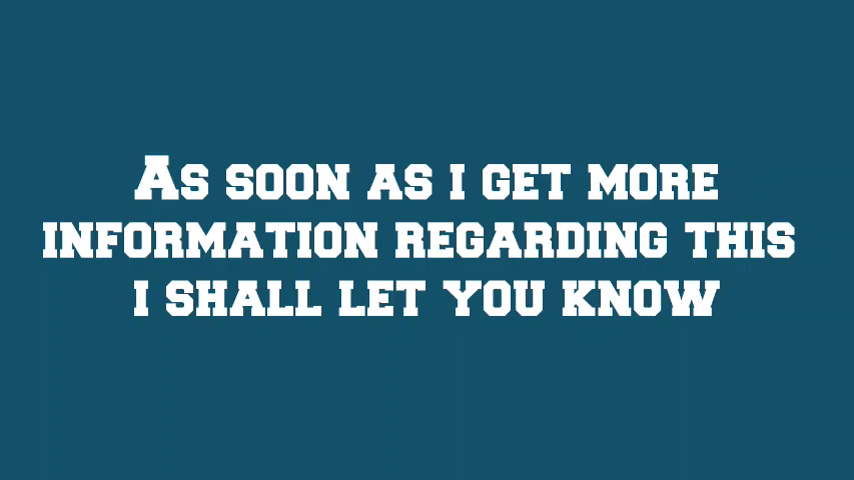 As soon as i get more
information regarding this
i shall let you know